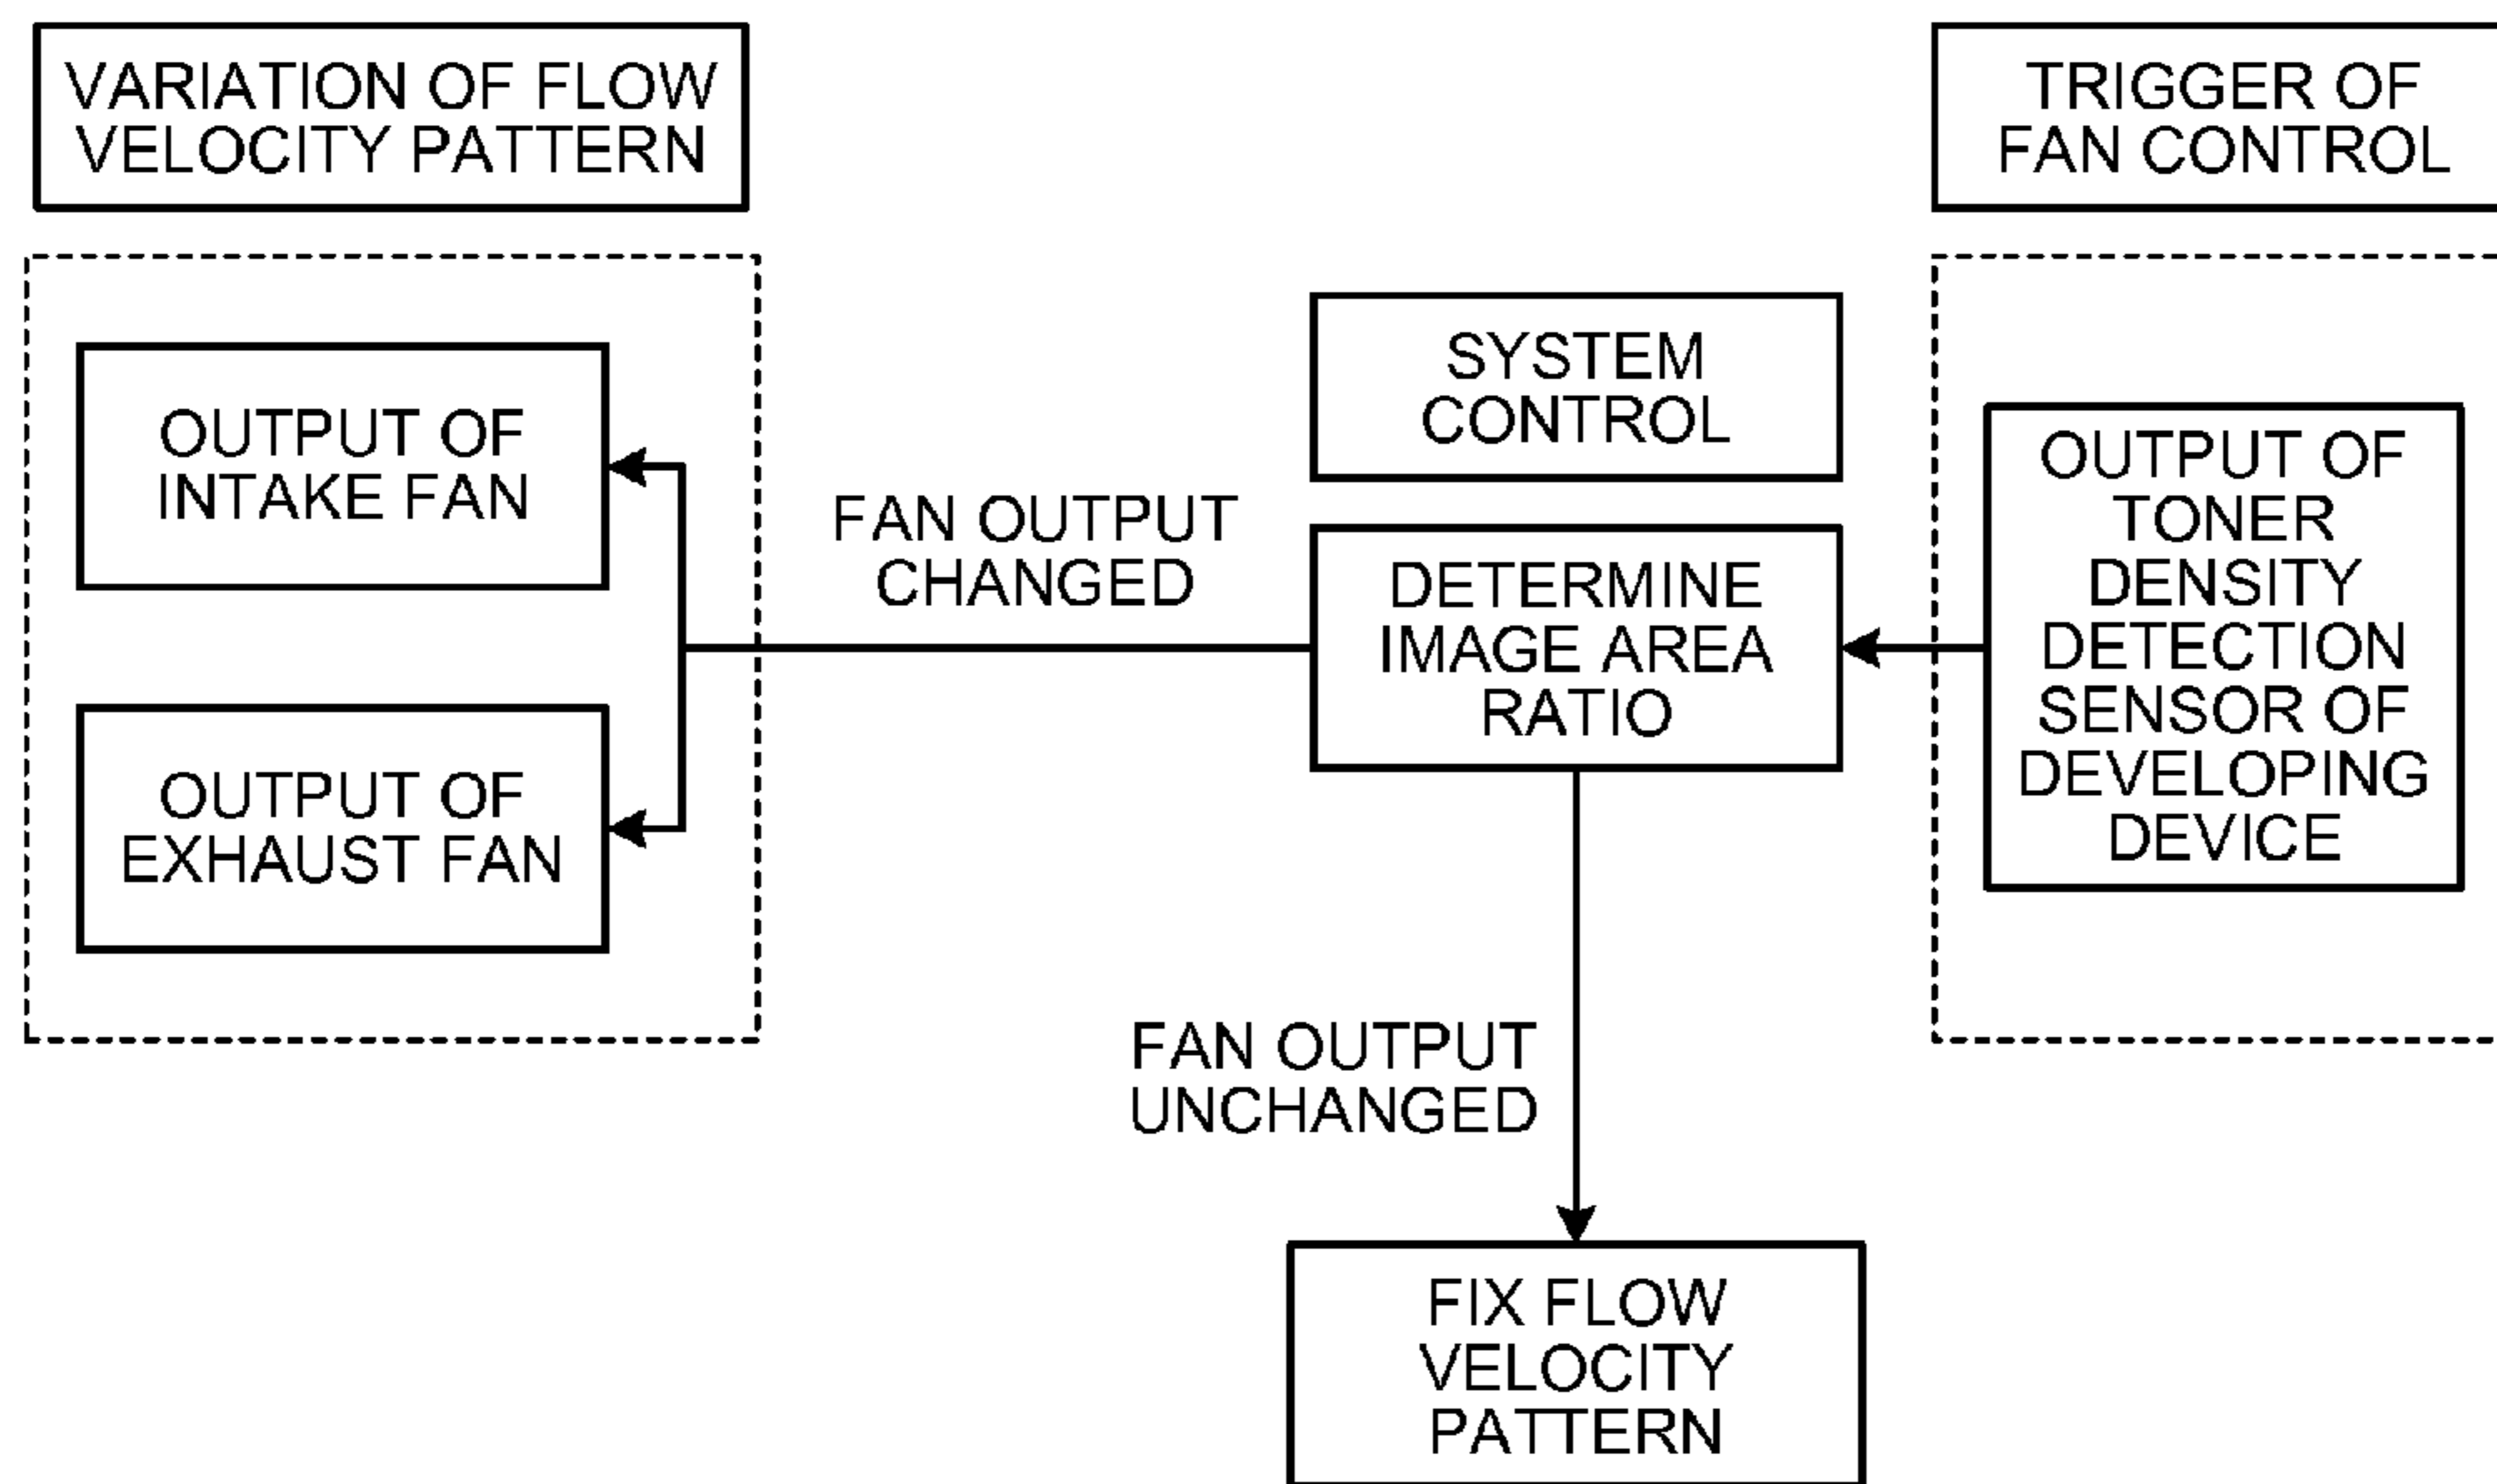 VARIATION OF FLOW
VELOCITY PATTERN
TRIGGER OF
FAN CONTROL
SYSTEM
CONTROL
OUTPUT OF
INTAKE FAN
OUTPUT OF
EXHAUST FAN
FAN OUTPUT
CHANGED
DETERMINE
IMAGE AREA
RATIO
OUTPUT OF
TONER
DENSITY
DETECTION
SENSOR OF
DEVELOPING
DEVICE
FAN OUTPUT
UNCHANGED
FIX FLOW
VELOCITY
PATTERN